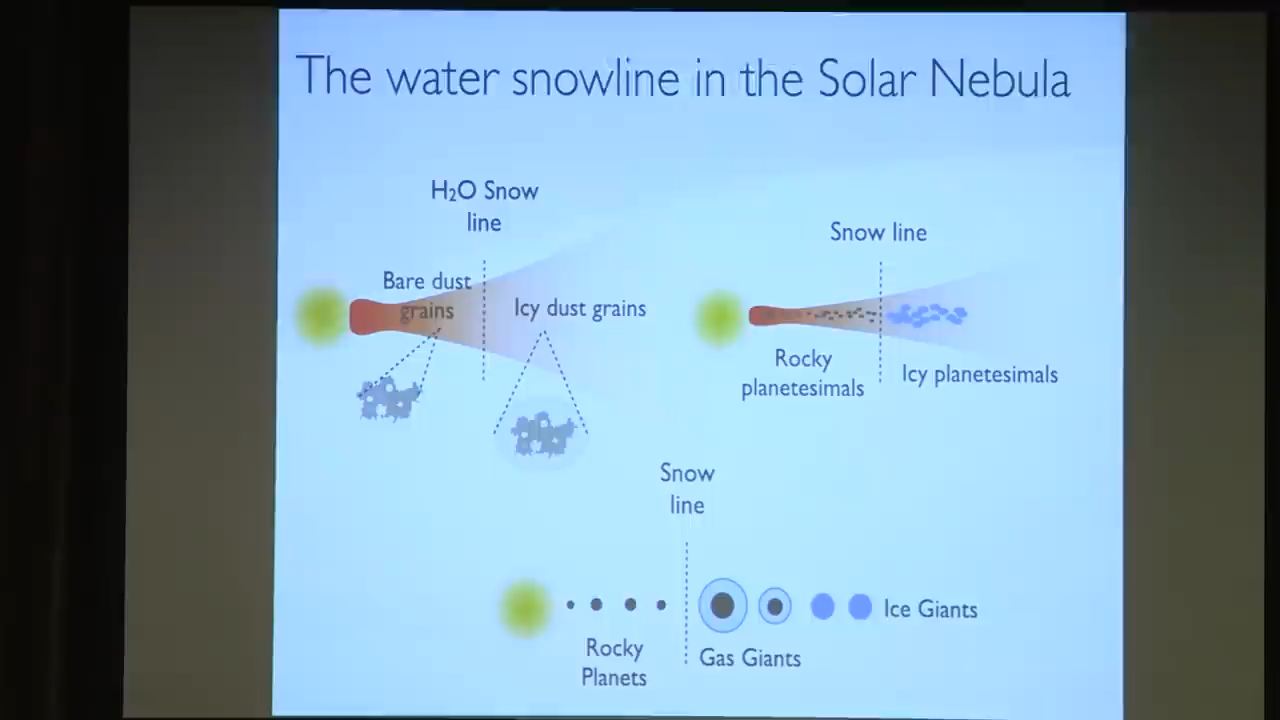 The water snowline in the Solar Nebula
H₂O Snow
line
Bare dust
grains
Icy dust grains
Snow line
Rocky
planetesimals
Icy planetesimals
Snow
line
Ice Giants
Rocky
Planets
Gas Giants